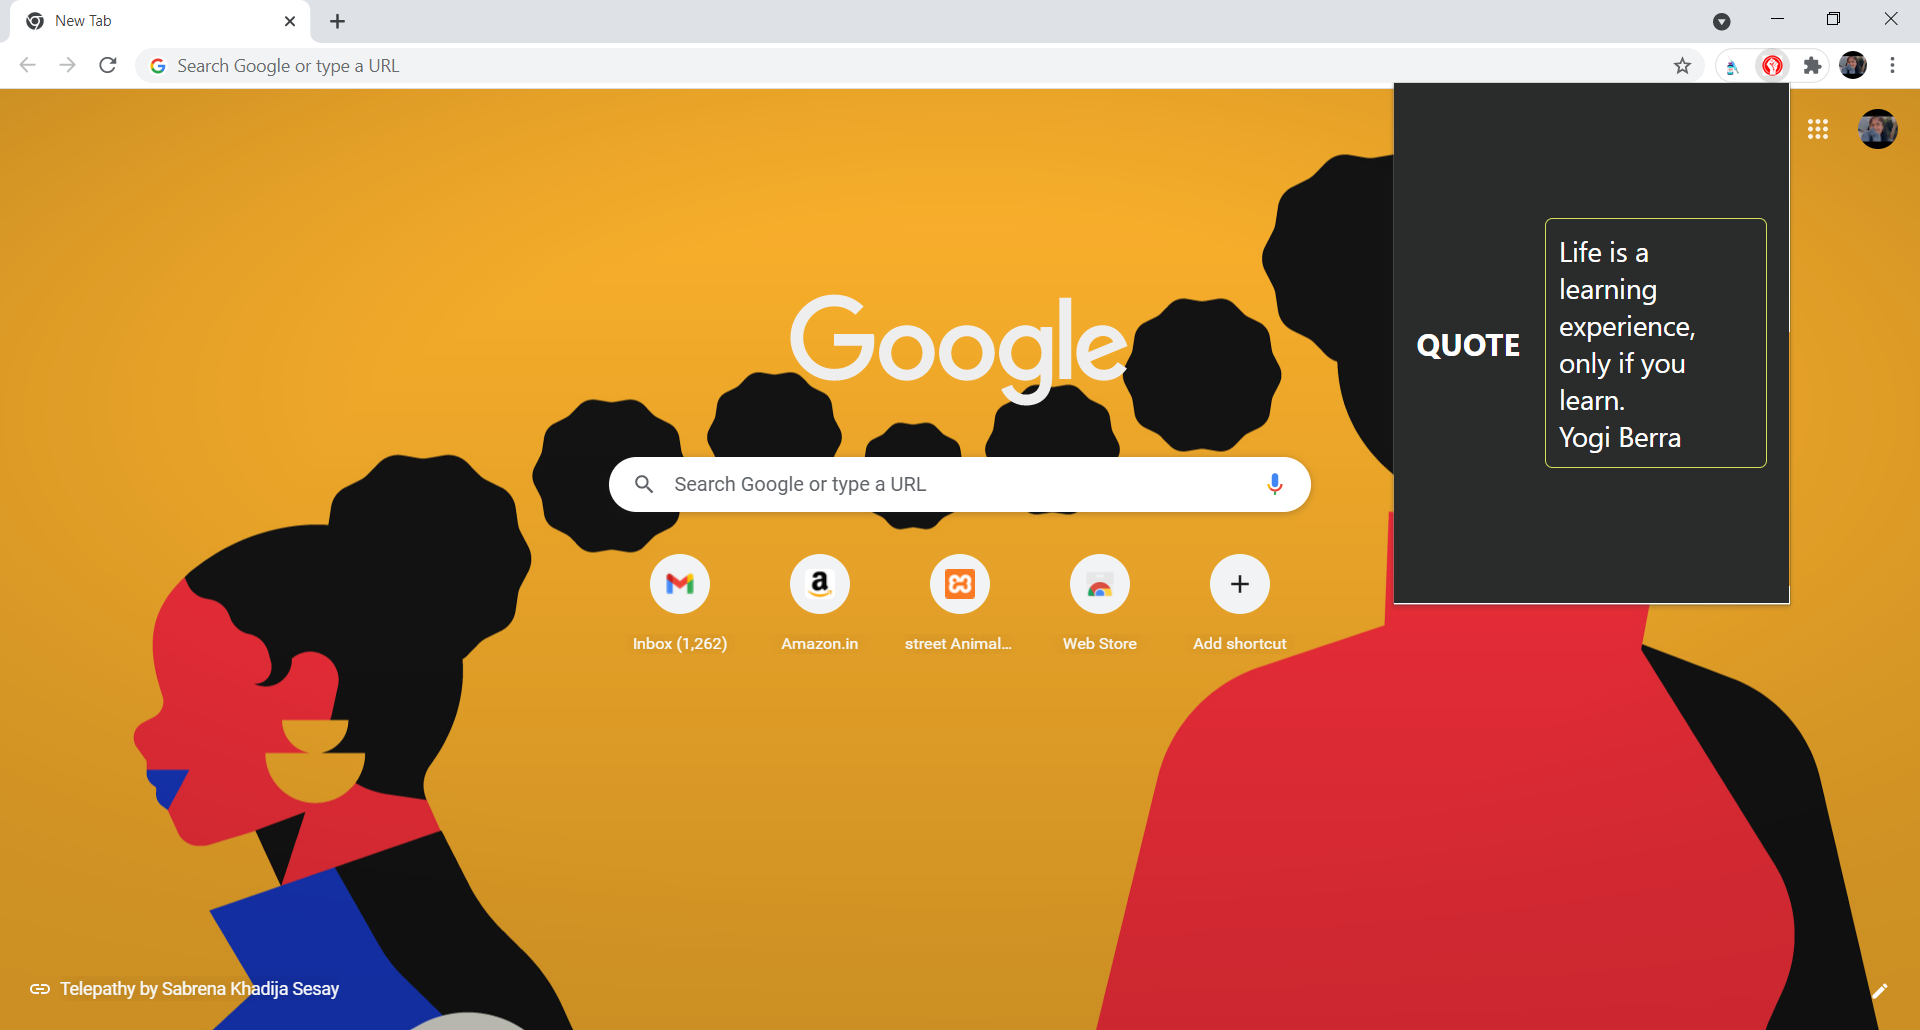 New Tab
Search Google or type a URL
Google
QUOTE
Life is a
learning
experience,
only if you
learn.
Yogi Berra
Search Google or type a URL
Inbox (1,262)
Amazon.in
street Animal...
Web Store
Add shortcut
Telepathy by Sabrena Khadija Sesay